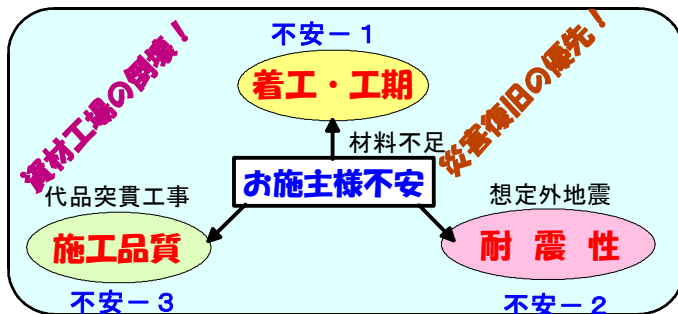 不安－1
資材工場の倒壊！
災害復旧の優先！
着工・工期
材料不足
お施主様不安
代品突貫工事
想定外地震
施工品質
耐震性
不安－3
不安－2